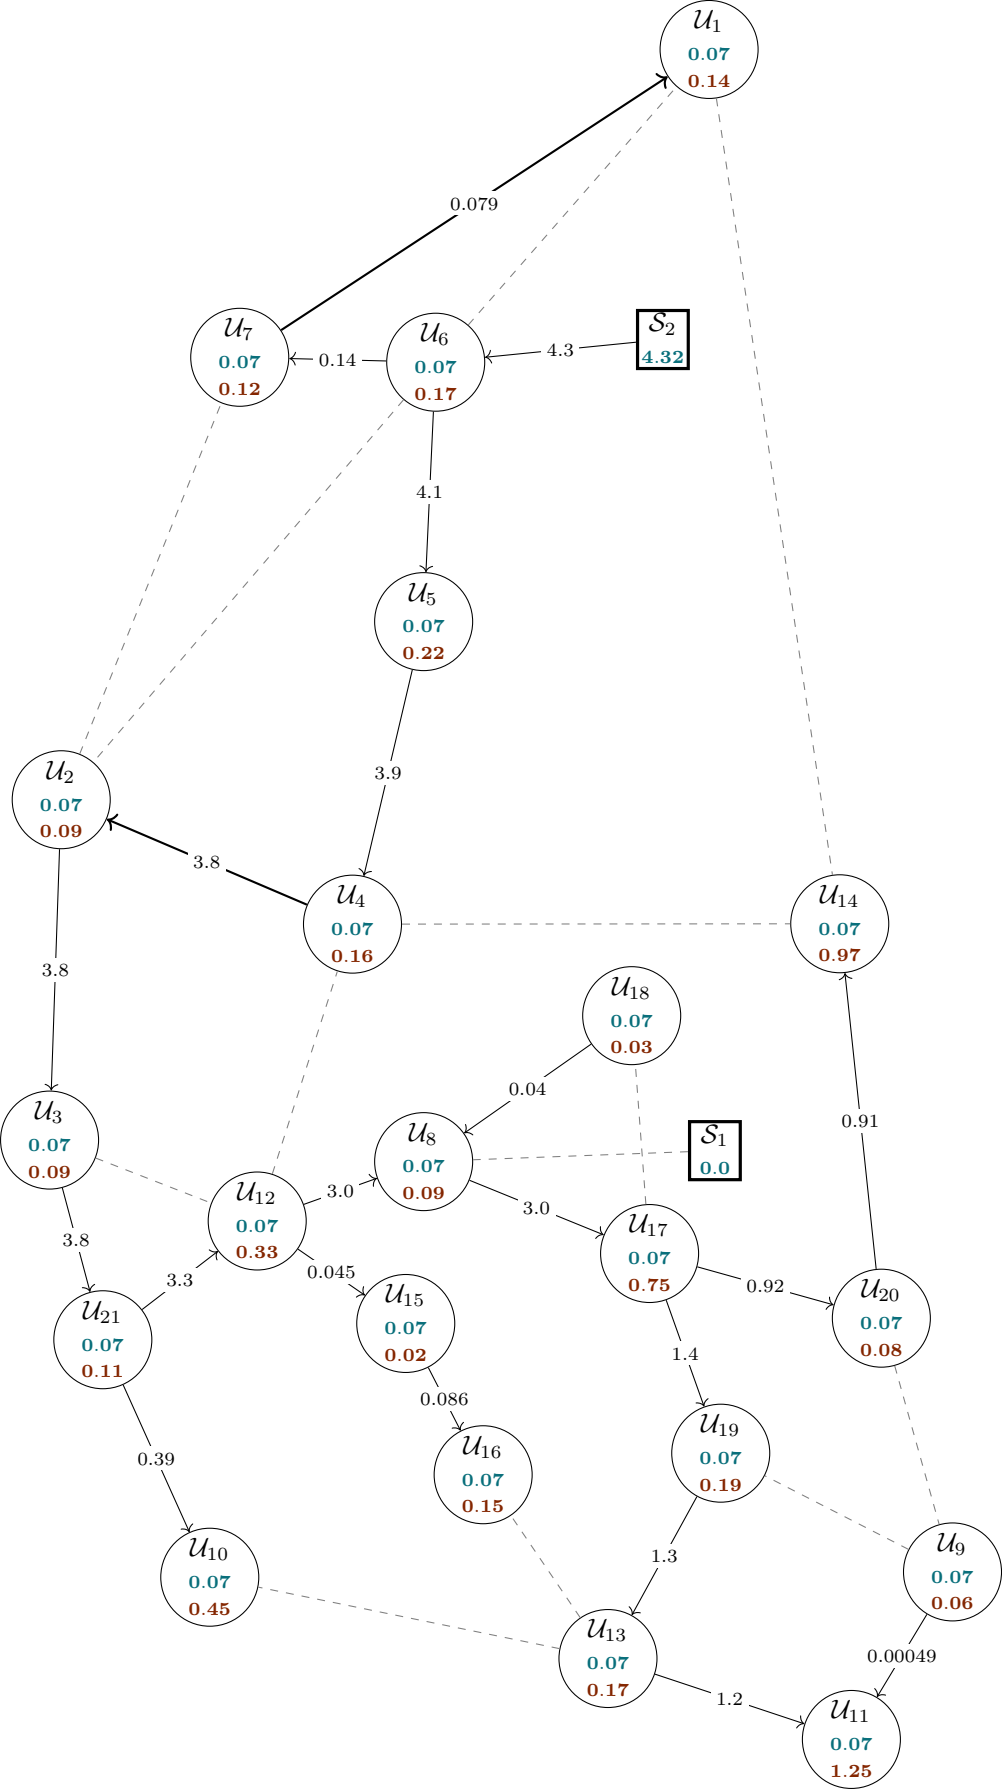 𝒰₁
0.07
0.14
0.079
𝒰₇
0.07
0.12
0.14
𝒰₆
0.07
0.17
4.3
𝒮₂
4.32
4.1
𝒰₅
0.07
0.22
3.9
𝒰₂
0.07
0.09
3.8
𝒰₄
0.07
0.16
𝒰₁₄
0.07
0.97
3.8
𝒰₁₈
0.07
0.03
0.04
0.91
𝒰₃
0.07
0.09
𝒰₈
0.07
0.09
𝒮₁
0.0
𝒰₁₂
0.07
0.33
3.0
3.0
𝒰₁₇
0.07
0.75
3.8
3.3
0.045
0.92
𝒰₂₁
0.07
0.11
𝒰₁₅
0.07
0.02
𝒰₂₀
0.07
0.08
1.4
0.086
0.39
𝒰₁₆
0.07
0.15
𝒰₁₉
0.07
0.19
𝒰₁₀
0.07
0.45
1.3
𝒰₉
0.07
0.06
𝒰₁₃
0.07
0.17
0.00049
1.2
𝒰₁₁
0.07
1.25